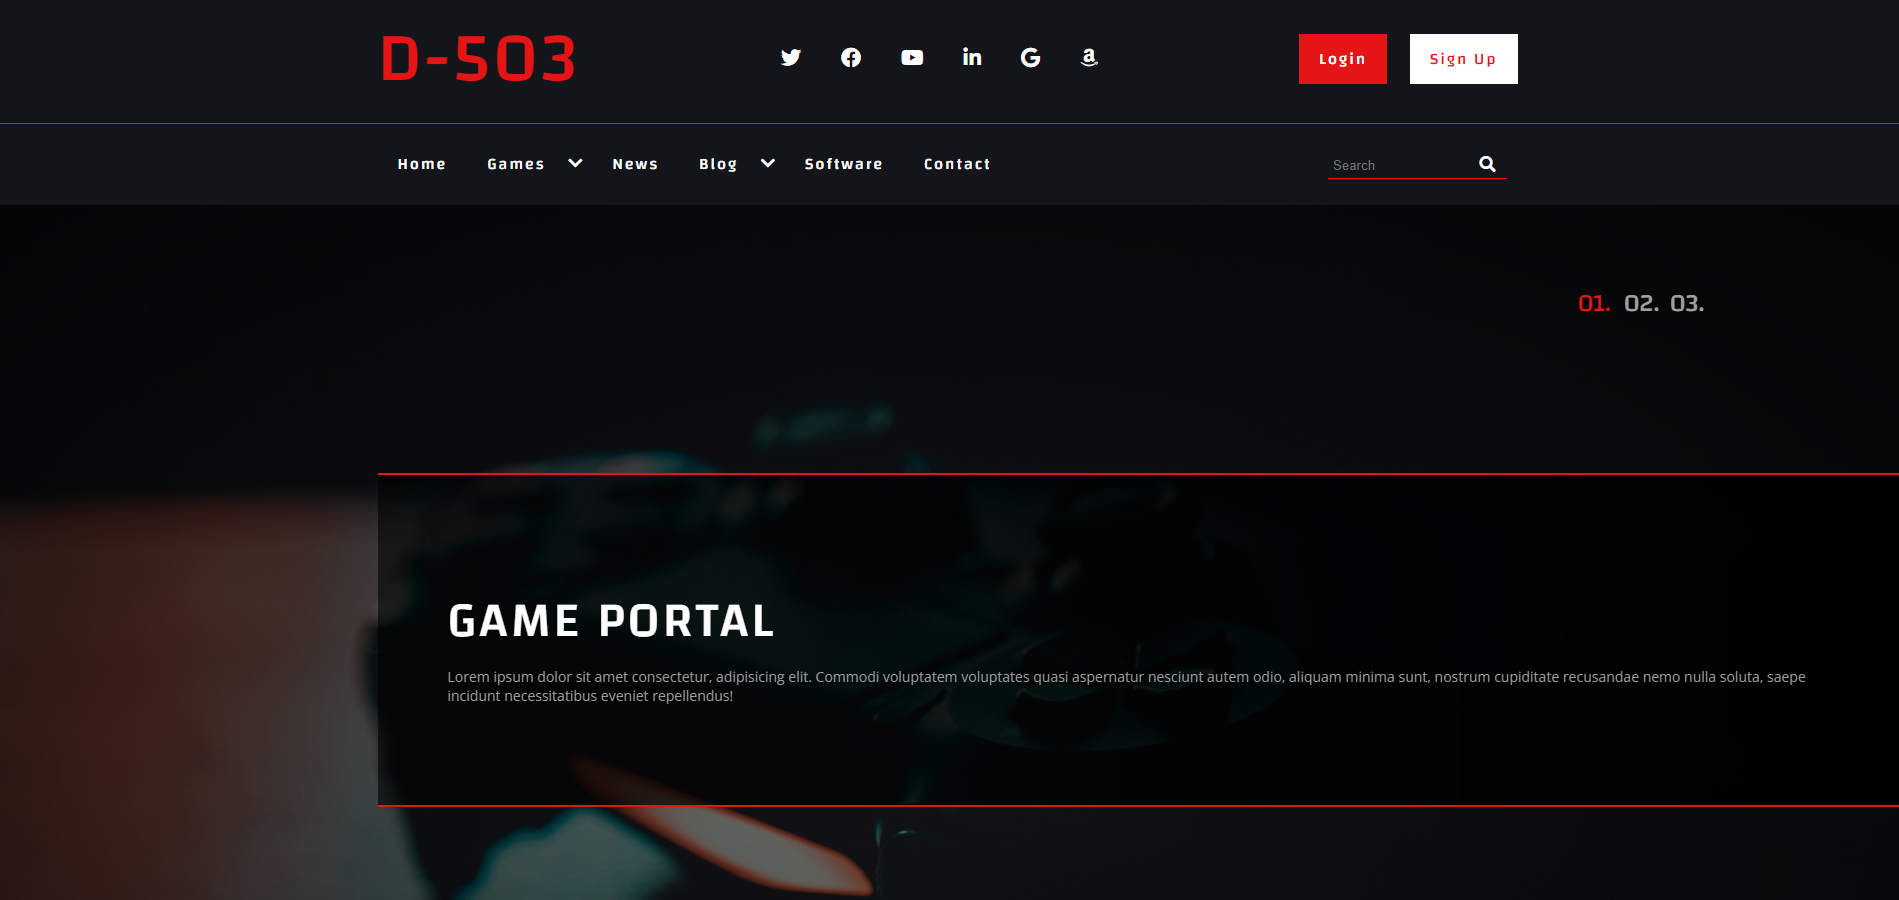 D-503
Login
Sign Up
Home
Games
News
Blog
Software
Contact
Search
01. 02. 03.
GAME PORTAL
Lorem ipsum dolor sit amet consectetur, adipisicing elit. Commodi voluptatem voluptates quasi aspernatur nesciunt autem odio, aliquam minima sunt, nostrum cupiditate recusandae nemo nulla soluta, saepe
incidunt necessitatibus eveniet repellendus!